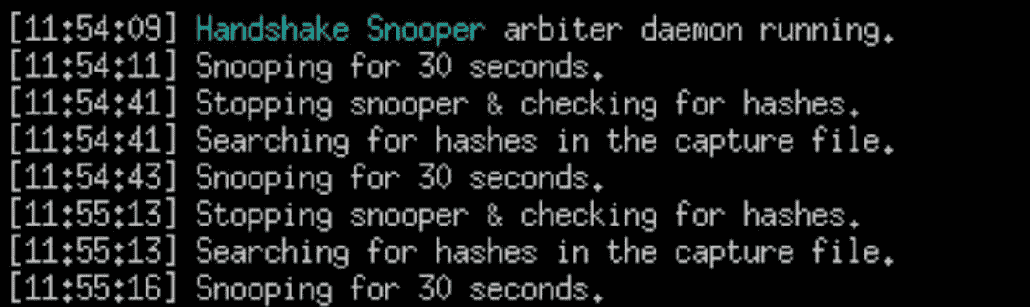 [11:54:09] Handshake Snooper arbiter daemon running.
[11:54:11] Snooping for 30 seconds.
[11:54:41] Stopping snooper & checking for hashes.
[11:54:41] Searching for hashes in the capture file.
[11:54:43] Snooping for 30 seconds.
[11:55:13] Stopping snooper & checking for hashes.
[11:55:13] Searching for hashes in the capture file.
[11:55:16] Snooping for 30 seconds.